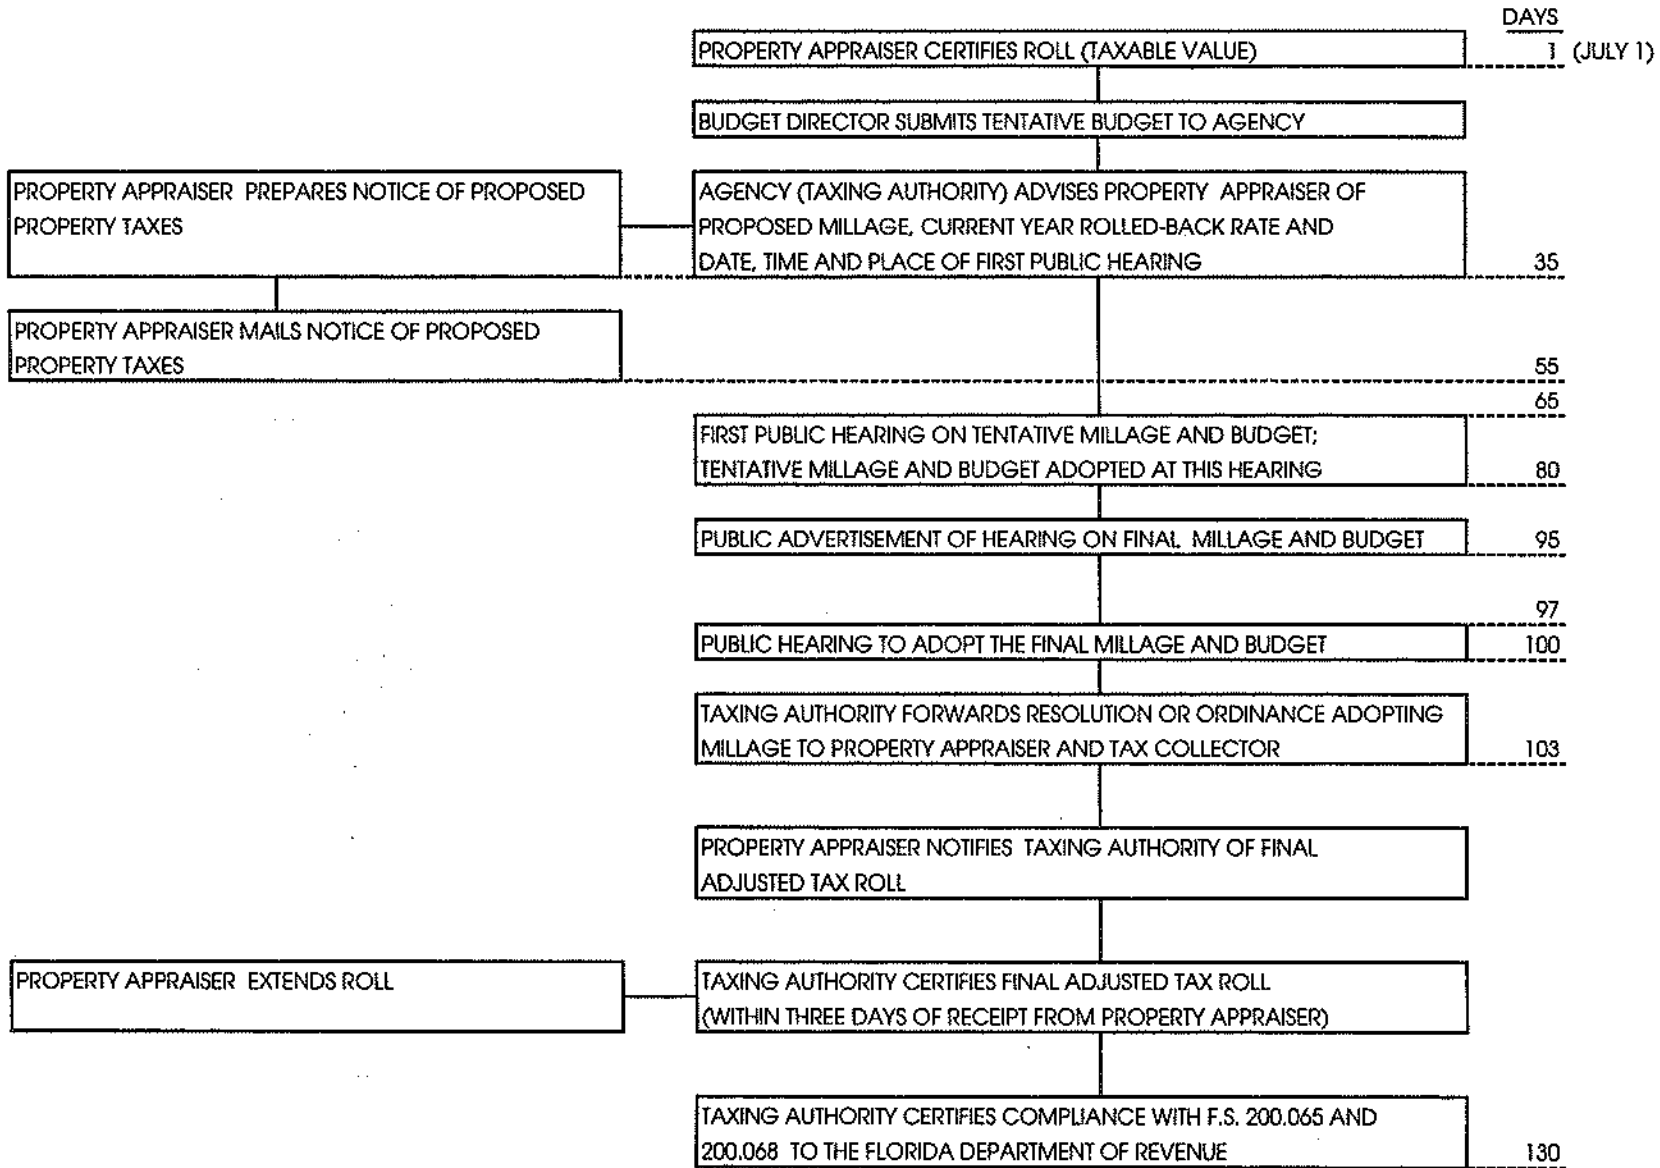 DAYS
PROPERTY APPRAISER CERTIFIES ROLL (TAXABLE VALUE)
1 (JULY 1)
BUDGET DIRECTOR SUBMITS TENTATIVE BUDGET TO AGENCY
PROPERTY APPRAISER PREPARES NOTICE OF PROPOSED
PROPERTY TAXES
AGENCY (TAXING AUTHORITY) ADVISES PROPERTY APPRAISER OF
PROPOSED MILLAGE, CURRENT YEAR ROLLED-BACK RATE AND
DATE, TIME AND PLACE OF FIRST PUBLIC HEARING
35
PROPERTY APPRAISER MAILS NOTICE OF PROPOSED
PROPERTY TAXES
55
65
FIRST PUBLIC HEARING ON TENTATIVE MILLAGE AND BUDGET;
TENTATIVE MILLAGE AND BUDGET ADOPTED AT THIS HEARING
80
PUBLIC ADVERTISEMENT OF HEARING ON FINAL MILLAGE AND BUDGET
95
97
PUBLIC HEARING TO ADOPT THE FINAL MILLAGE AND BUDGET
100
TAXING AUTHORITY FORWARDS RESOLUTION OR ORDINANCE ADOPTING
MILLAGE TO PROPERTY APPRAISER AND TAX COLLECTOR
103
PROPERTY APPRAISER NOTIFIES TAXING AUTHORITY OF FINAL
ADJUSTED TAX ROLL
PROPERTY APPRAISER EXTENDS ROLL
TAXING AUTHORITY CERTIFIES FINAL ADJUSTED TAX ROLL
(WITHIN THREE DAYS OF RECEIPT FROM PROPERTY APPRAISER)
TAXING AUTHORITY CERTIFIES COMPLIANCE WITH F.S. 200.065 AND
200.068 TO THE FLORIDA DEPARTMENT OF REVENUE
130